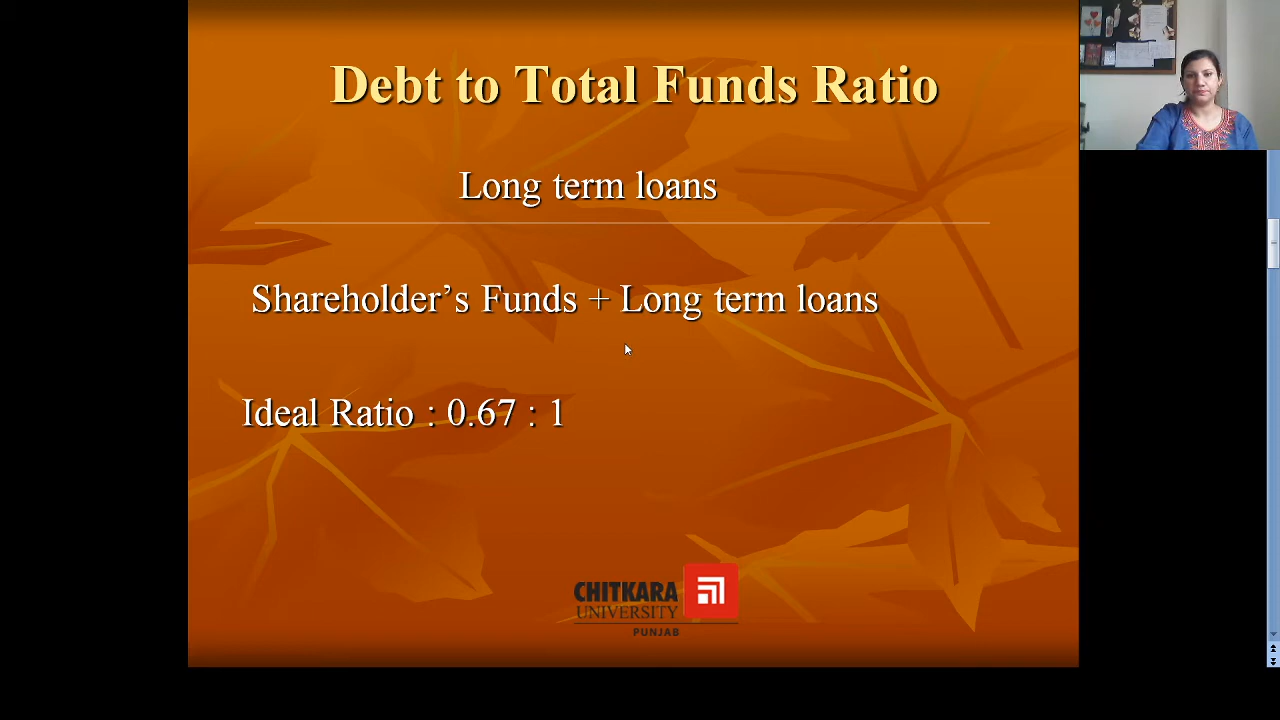 Debt to Total Funds Ratio
Long term loans
Shareholder’s Funds + Long term loans
Ideal Ratio : 0.67 : 1
CHITKARA
UNIVERSITY
PUNJAB